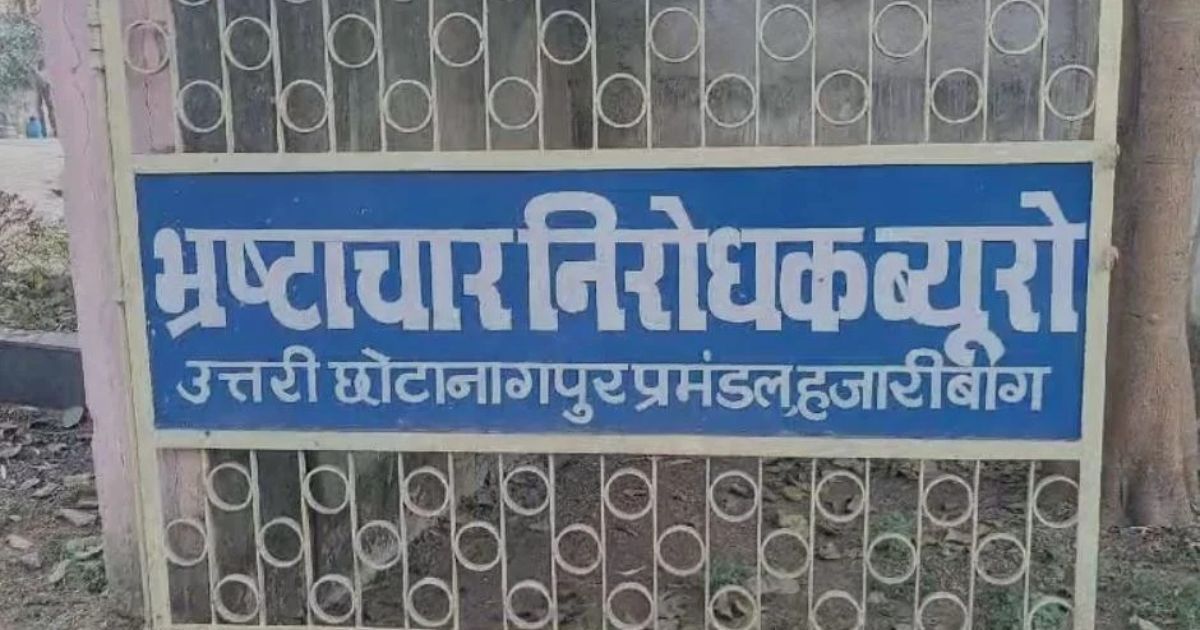 भ्रष्टाचार निरोधक ब्यूरो
उत्तरी छोटानागपुर प्रमंडल,हजारीबाग